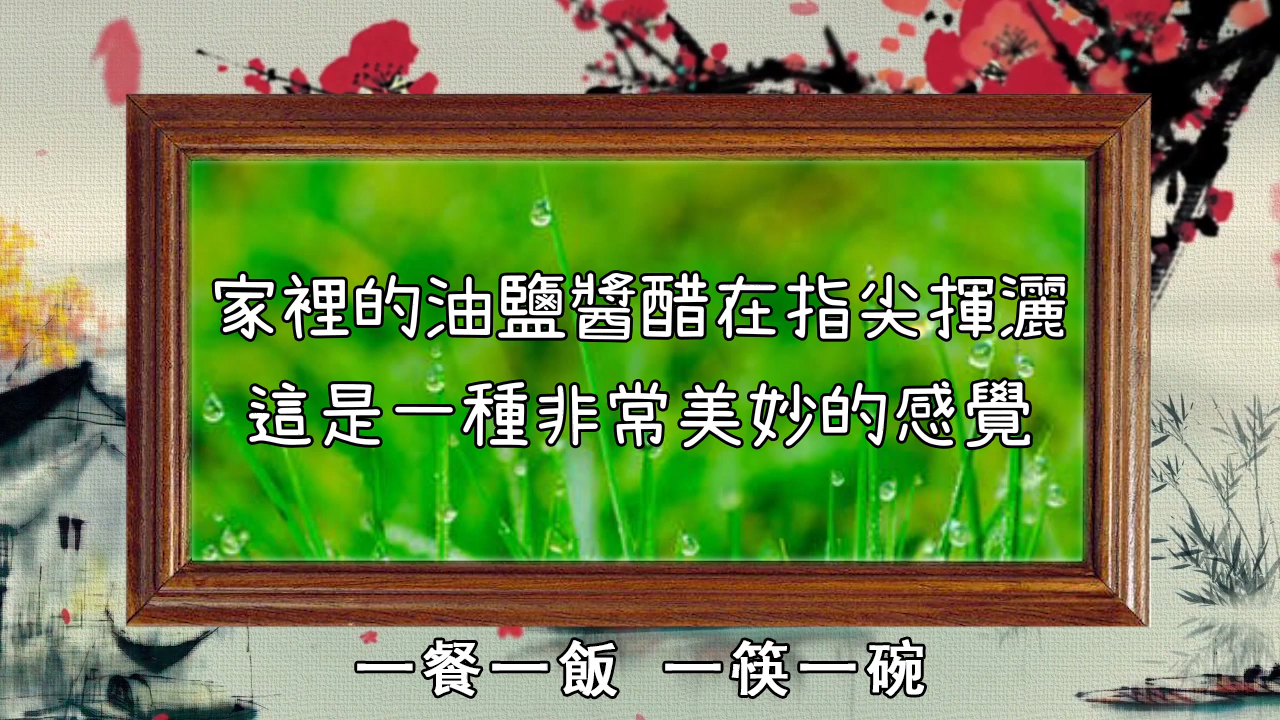 家裡的油鹽醬醋在指尖揮灑
這是一種非常美妙的感覺
一餐一飯 一筷一碗